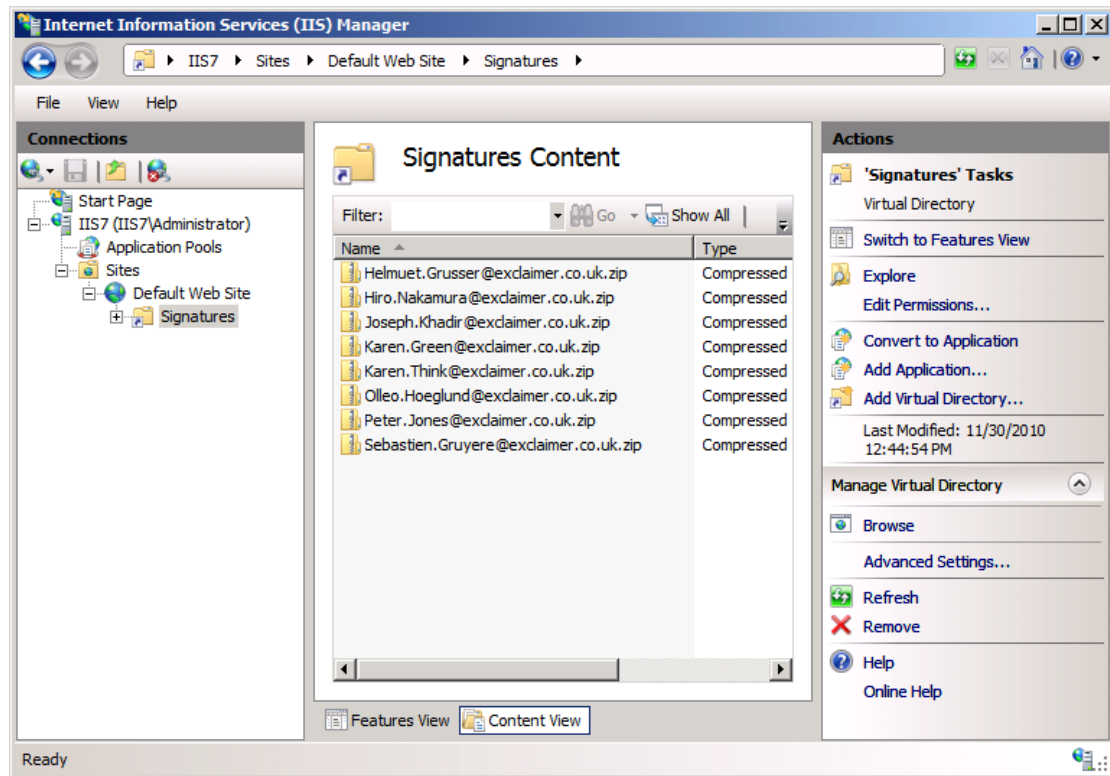 Internet Information Services (IIS) Manager
IIS7 Sites Default Web Site Signatures
File View Help
Connections
Start Page
IIS7 (IIS7\Administrator)
Application Pools
Sites
Default Web Site
Signatures
Signatures Content
Filter: Go Show All
Name Type
Helmuet.Grusser@exclaimer.co.uk.zip Compressed
Hiro.Nakamura@exclaimer.co.uk.zip Compressed
Joseph.Khadir@exclaimer.co.uk.zip Compressed
Karen.Green@exclaimer.co.uk.zip Compressed
Karen.Think@exclaimer.co.uk.zip Compressed
Olleo.Hoeglund@exclaimer.co.uk.zip Compressed
Peter.Jones@exclaimer.co.uk.zip Compressed
Sebastien.Gruyere@exclaimer.co.uk.zip Compressed
Features View Content View
Actions
'Signatures' Tasks
Virtual Directory
Switch to Features View
Explore
Edit Permissions...
Convert to Application
Add Application...
Add Virtual Directory...
Last Modified: 11/30/2010
12:44:54 PM
Manage Virtual Directory
Browse
Advanced Settings...
Refresh
Remove
Help
Online Help
Ready